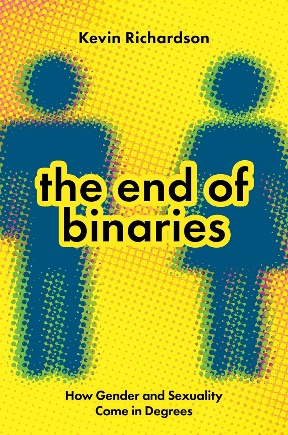 Kevin Richardson
the end of
binaries
How Gender and Sexuality
Come in Degrees